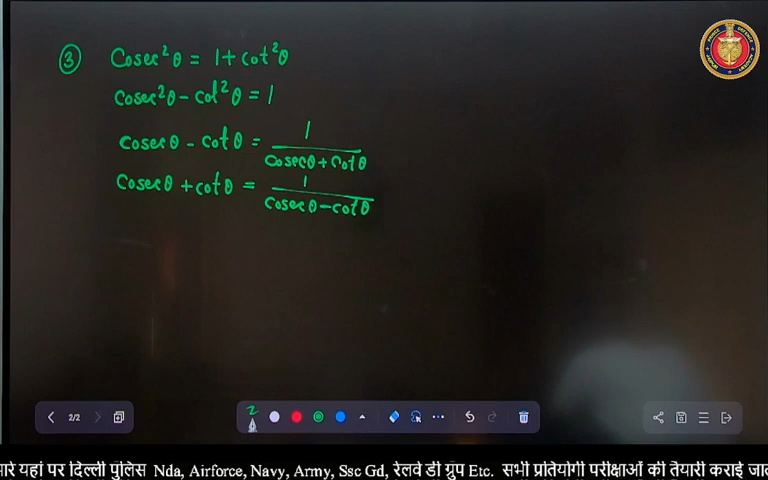 ③ Cosec²θ = 1 + cot²θ
cosec²θ - cot²θ = 1
cosecθ - cotθ = 1/(cosecθ + cotθ)
Cosecθ + cotθ = 1/(cosecθ - cotθ)
2/2
2
यहां पर दिल्ली पुलिस Nda, Airforce, Navy, Army, Ssc Gd, रेलवे डी ग्रुप Etc. सभी प्रतियोगी परीक्षाओं की तैयारी कराई